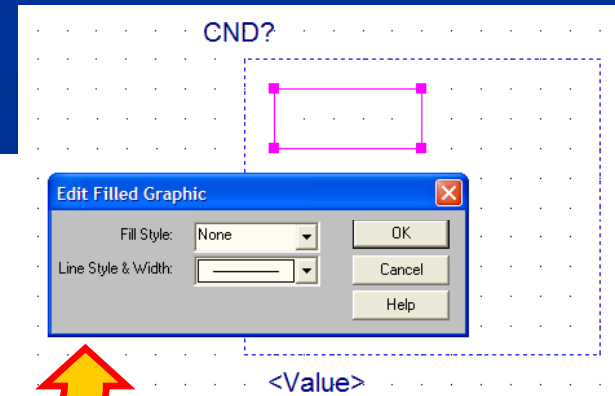 CND?
Edit Filled Graphic
Fill Style: None OK
Line Style & Width: Cancel
Help
<Value>